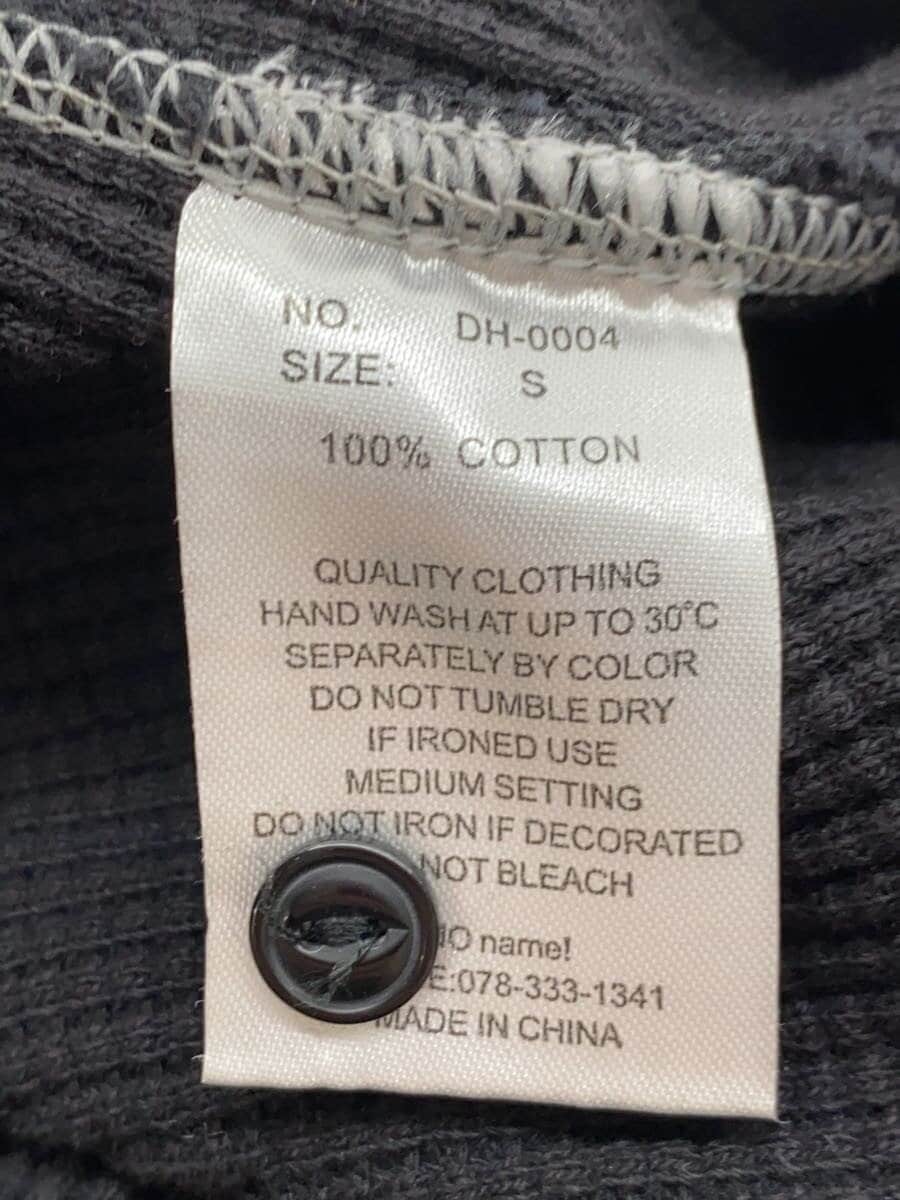 NO. DH-0004
SIZE: S
100% COTTON
QUALITY CLOTHING
HAND WASH AT UP TO 30°C
SEPARATELY BY COLOR
DO NOT TUMBLE DRY
IF IRONED USE
MEDIUM SETTING
DO NOT IRON IF DECORATED
NOT BLEACH
name!
E:078-333-1341
MADE IN CHINA